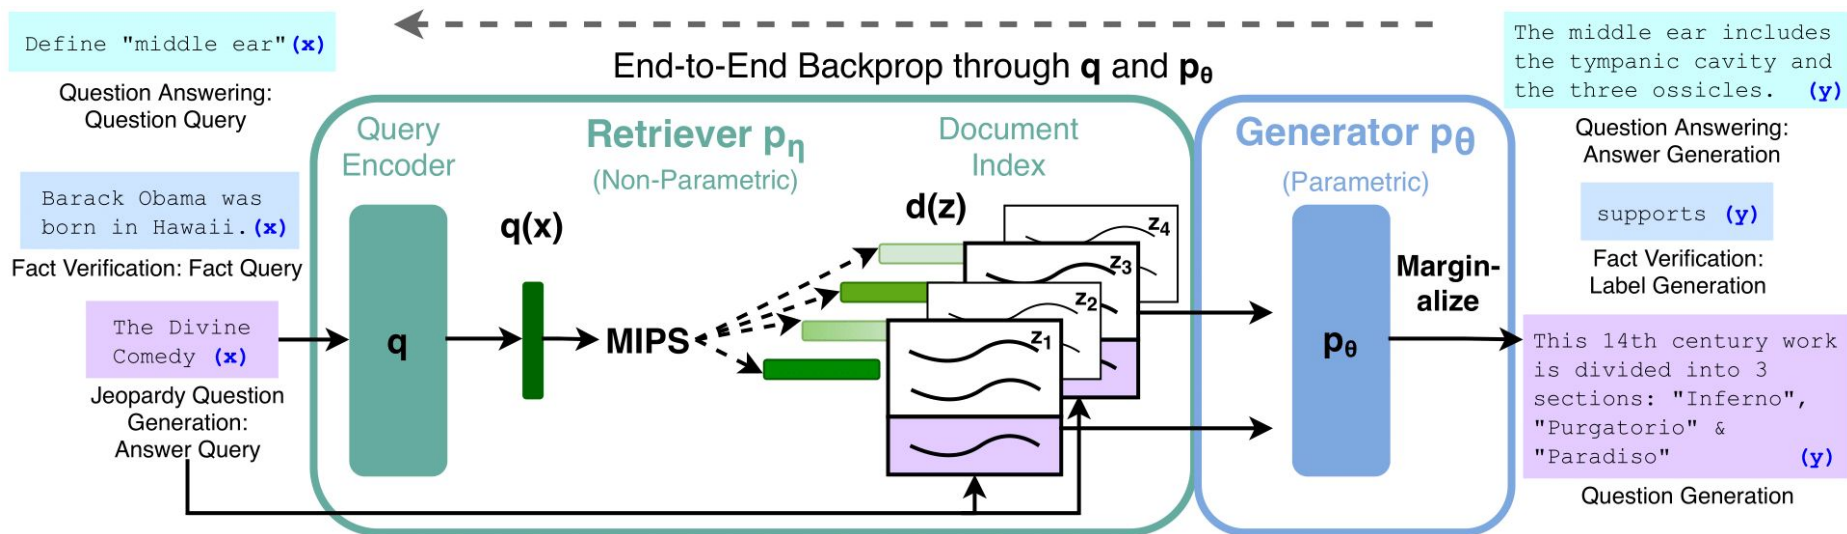 Define "middle ear" (x)
Question Answering:
Question Query
Barack Obama was
born in Hawaii. (x)
Fact Verification: Fact Query
The Divine
Comedy (x)
Jeopardy Question
Generation:
Answer Query
End-to-End Backprop through q and pθ
Query
Encoder
Retriever pη
(Non-Parametric)
Document
Index
q
q(x)
MIPS
d(z)
z4
z3
z2
z1
Generator pθ
(Parametric)
pθ
Margin-
alize
The middle ear includes
the tympanic cavity and
the three ossicles. (y)
Question Answering:
Answer Generation
supports (y)
Fact Verification:
Label Generation
This 14th century work
is divided into 3
sections: "Inferno",
"Purgatorio" &
"Paradiso" (y)
Question Generation